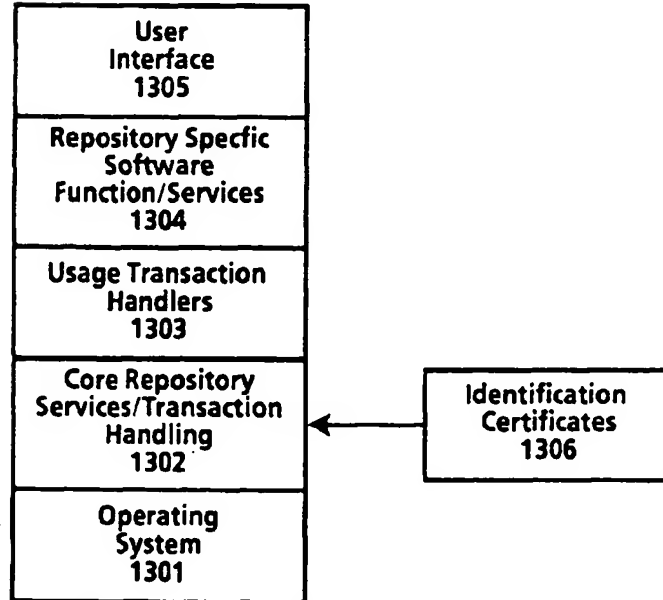 User
Interface
1305
Repository Specfic
Software
Function/Services
1304
Usage Transaction
Handlers
1303
Core Repository
Services/Transaction
Handling
1302
Identification
Certificates
1306
Operating
System
1301